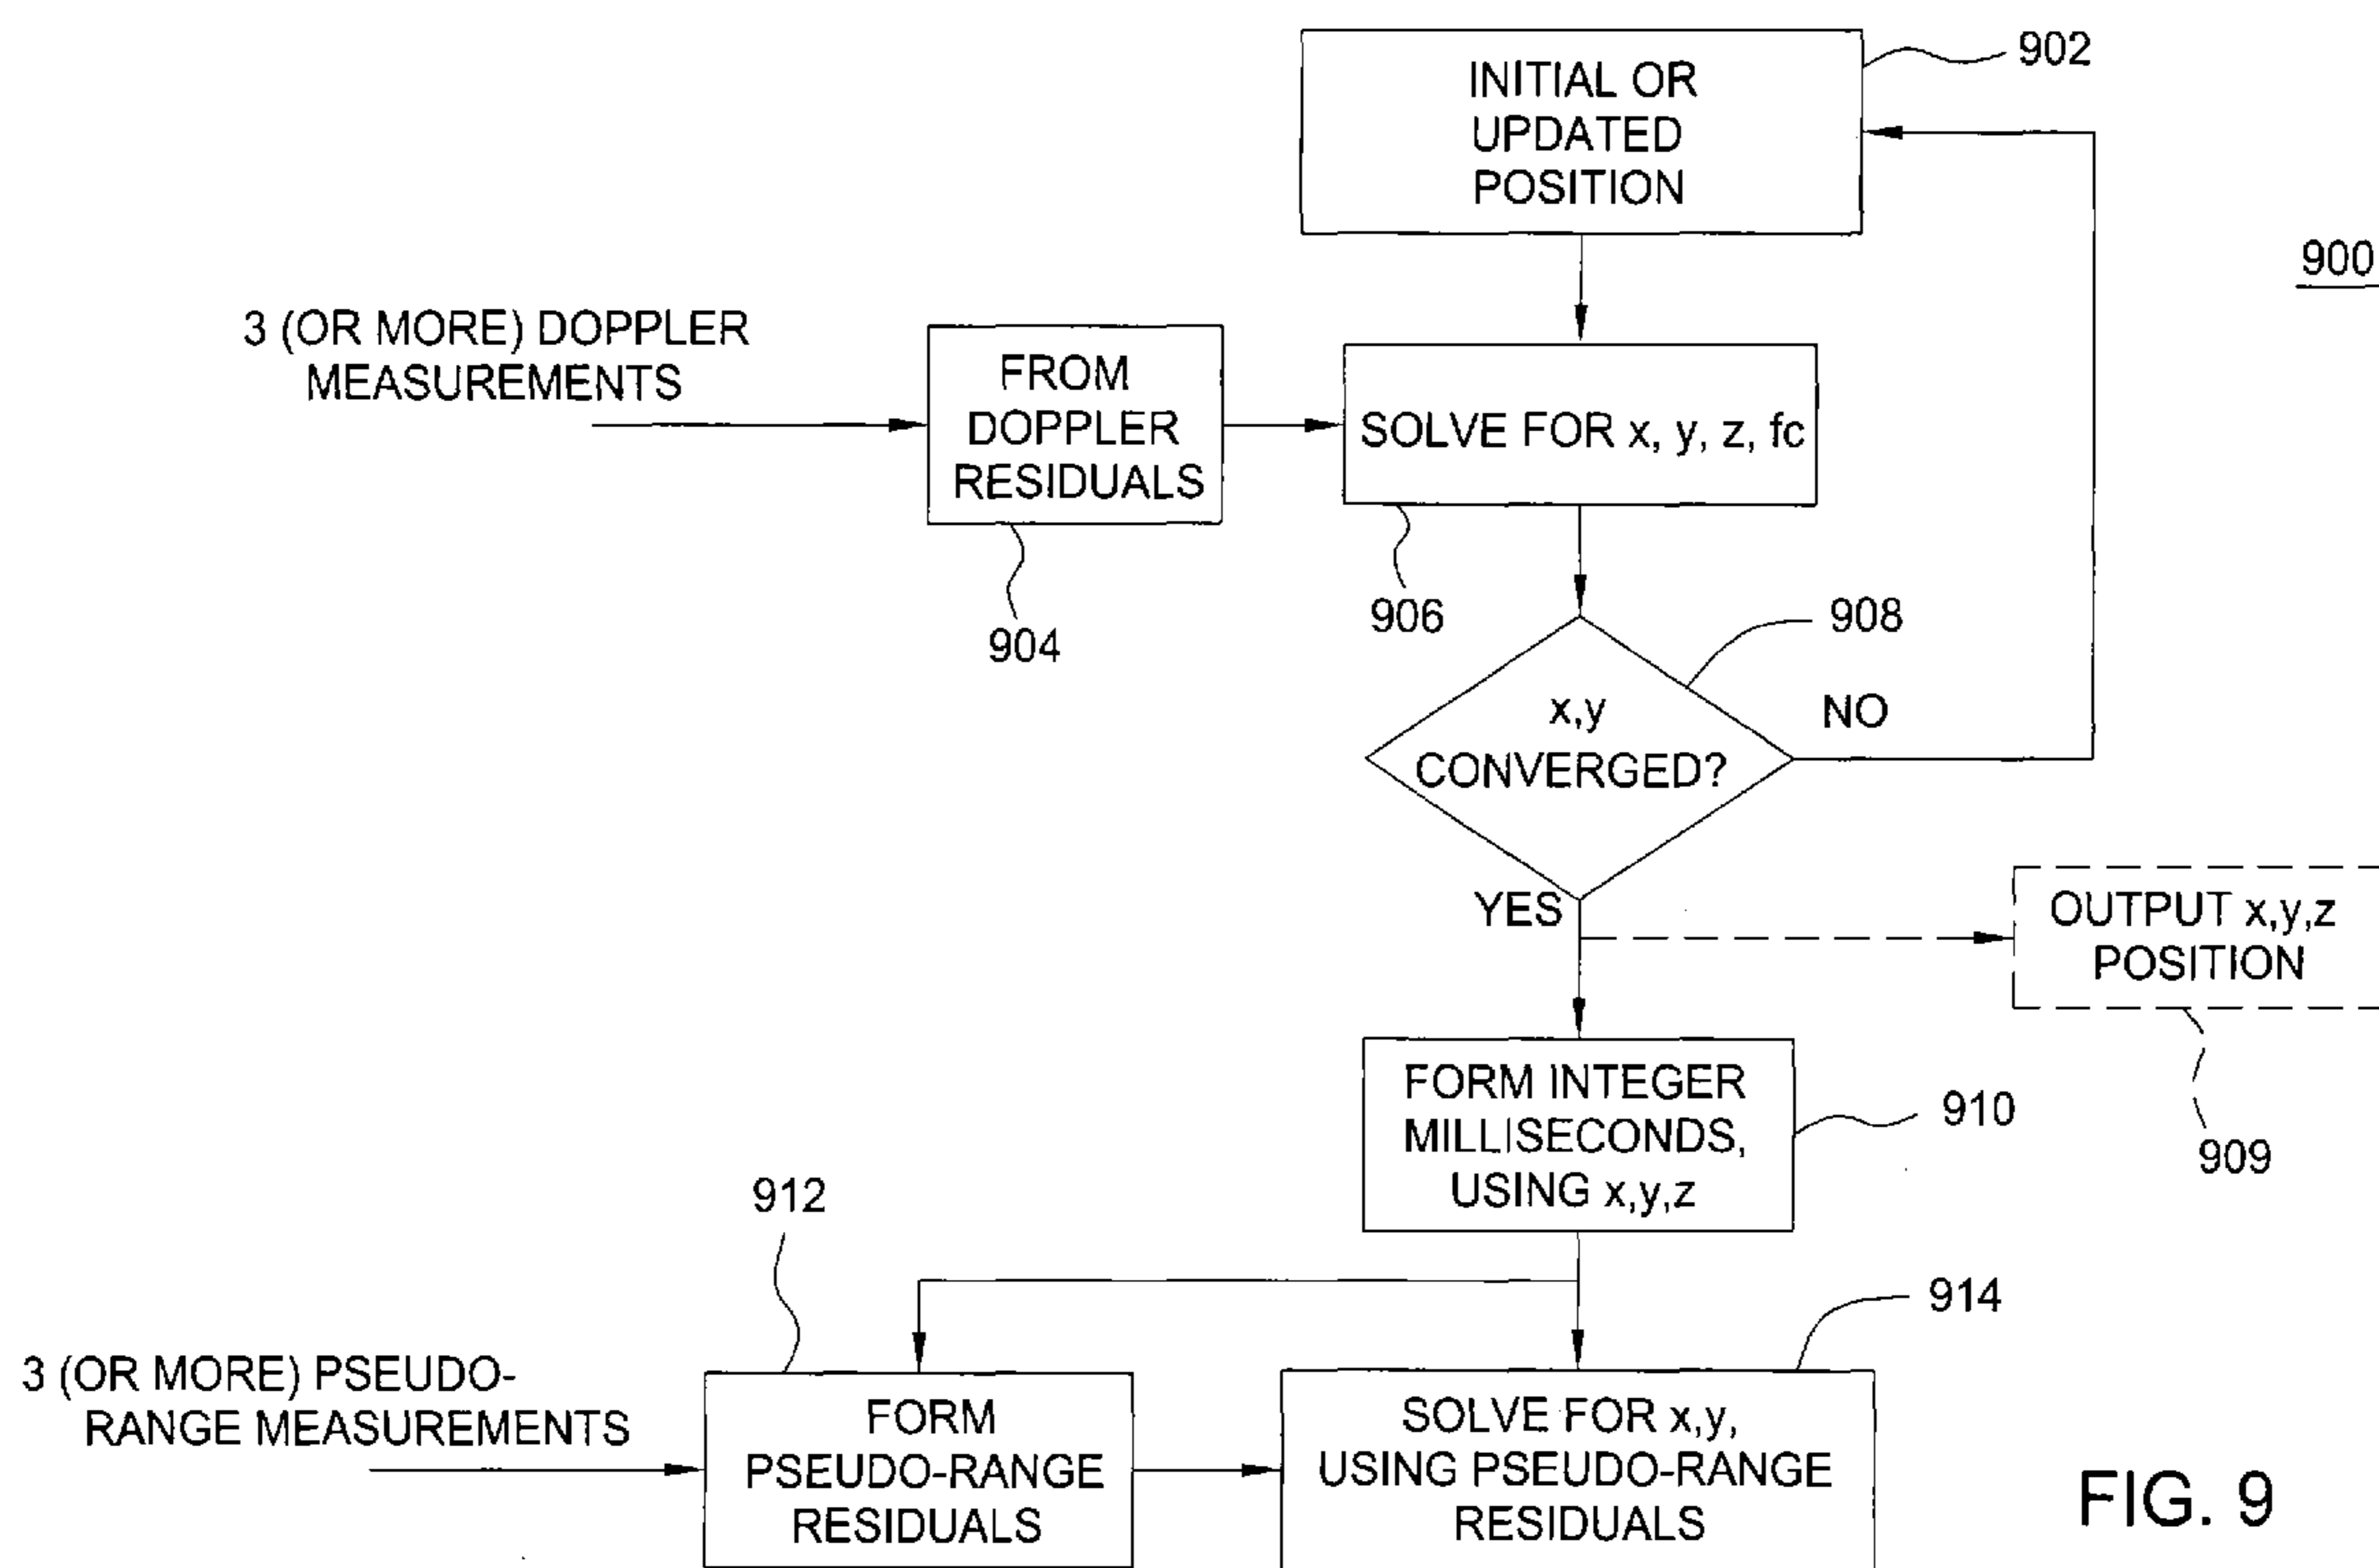 902
INITIAL OR
UPDATED
POSITION
900
3 (OR MORE) DOPPLER
MEASUREMENTS
FROM
DOPPLER
RESIDUALS
904
SOLVE FOR x, y, z, fc
906
908
x,y
CONVERGED?
NO
YES
OUTPUT x,y,z
POSITION
909
FORM INTEGER
MILLISECONDS,
USING x,y,z
910
912
914
3 (OR MORE) PSEUDO-
RANGE MEASUREMENTS
FORM
PSEUDO-RANGE
RESIDUALS
SOLVE FOR x,y,
USING PSEUDO-RANGE
RESIDUALS
FIG. 9